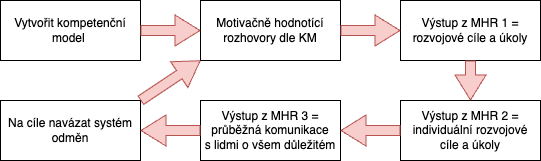 Vytvořit kompetenční
model
Motivačně hodnotící
rozhovory dle KM
Výstup z MHR 1 =
rozvojové cíle a úkoly
Výstup z MHR 2 =
individuální rozvojové
cíle a úkoly
Výstup z MHR 3 =
průběžná komunikace
s lidmi o všem důležitém
Na cíle navázat systém
odměn